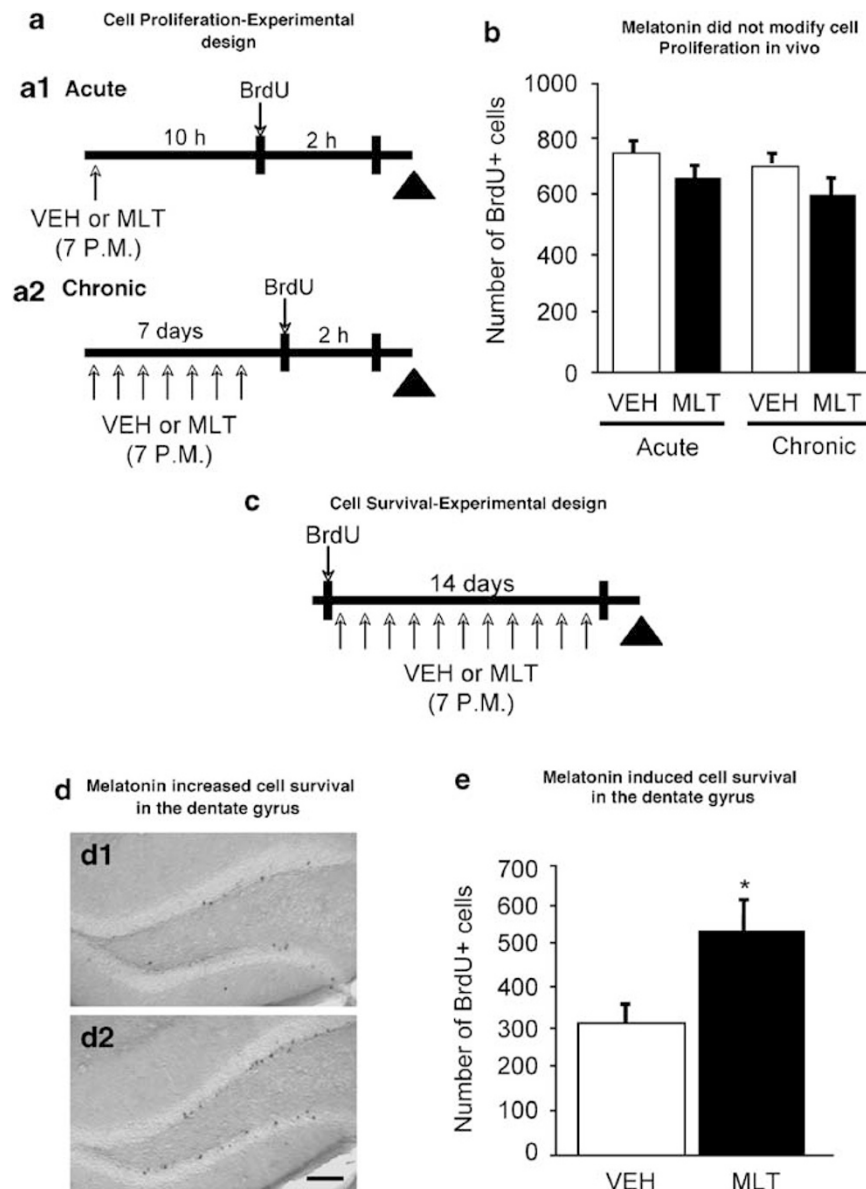 a
Cell Proliferation-Experimental
design
a1 Acute
BrdU
10 h
2 h
VEH or MLT
(7 P.M.)
a2 Chronic
BrdU
7 days
2 h
VEH or MLT
(7 P.M.)
b
Melatonin did not modify cell
Proliferation in vivo
Number of BrdU+ cells
1000
800
600
400
200
0
VEH MLT VEH MLT
Acute Chronic
c
Cell Survival-Experimental design
BrdU
14 days
VEH or MLT
(7 P.M.)
d
Melatonin increased cell survival
in the dentate gyrus
d1
d2
e
Melatonin induced cell survival
in the dentate gyrus
Number of BrdU+ cells
700
600
500
400
300
200
100
0
*
VEH MLT